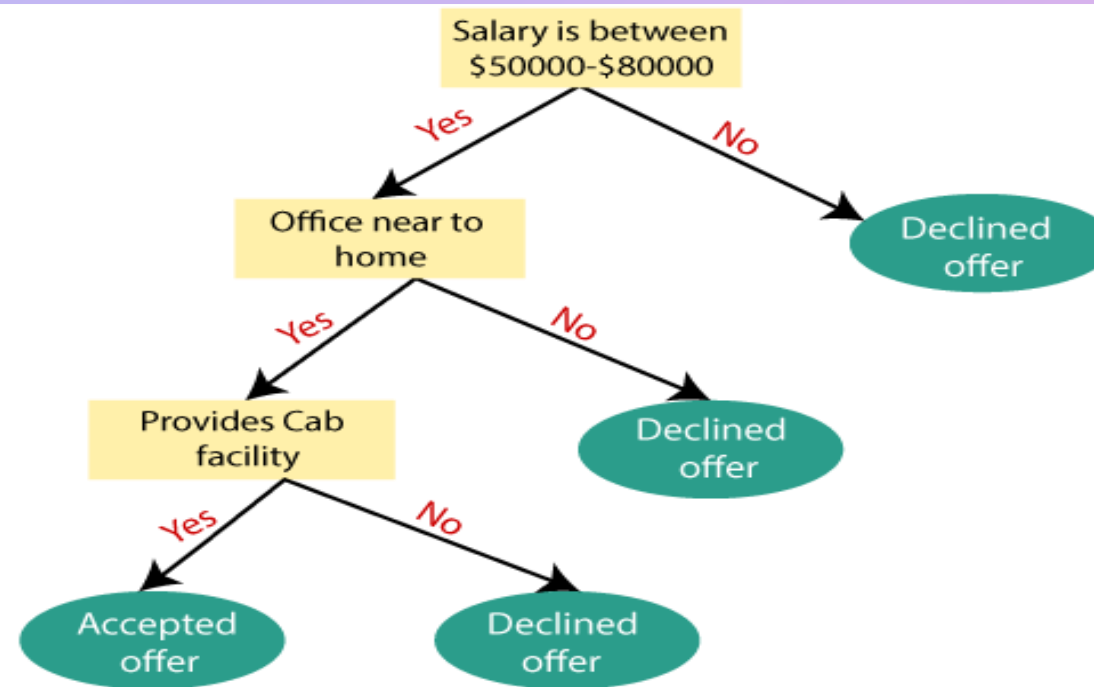 Salary is between
$50000-$80000
Yes
No
Office near to
home
Declined
offer
Yes
No
Provides Cab
facility
Declined
offer
Yes
No
Accepted
offer
Declined
offer